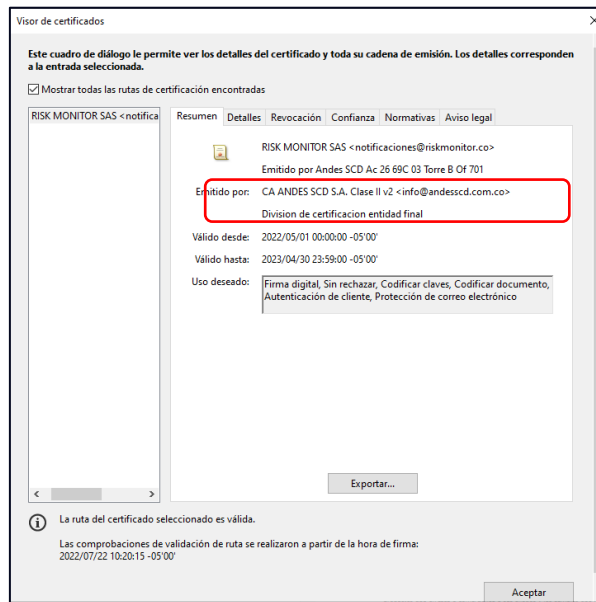 Visor de certificados
Este cuadro de diálogo le permite ver los detalles del certificado y toda su cadena de emisión. Los detalles corresponden
a la entrada seleccionada.
Mostrar todas las rutas de certificación encontradas
RISK MONITOR SAS <notifica
Resumen Detalles Revocación Confianza Normativas Aviso legal
RISK MONITOR SAS <notificaciones@riskmonitor.co>
Emitido por Andes SCD Ac 26 69C 03 Torre B Of 701
Emitido por: CA ANDES SCD S.A. Clase II v2 <info@andesscd.com.co>
Division de certificacion entidad final
Válido desde: 2022/05/01 00:00:00 -05'00'
Válido hasta: 2023/04/30 23:59:00 -05'00'
Uso deseado: Firma digital, Sin rechazar, Codificar claves, Codificar documento,
Autenticación de cliente, Protección de correo electrónico
Exportar...
La ruta del certificado seleccionado es válida.
Las comprobaciones de validación de ruta se realizaron a partir de la hora de firma:
2022/07/22 10:20:15 -05'00'
Aceptar